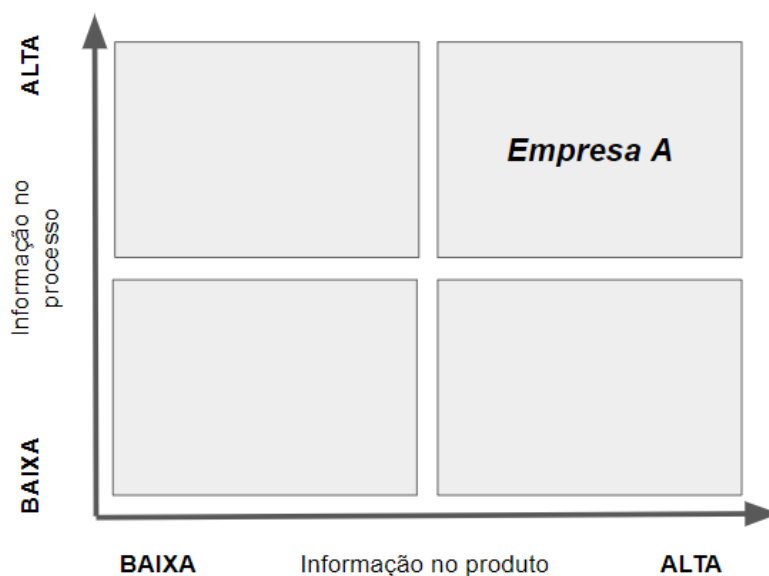 ALTA
Empresa A
Informação no
processo
BAIXA
BAIXA
Informação no produto
ALTA